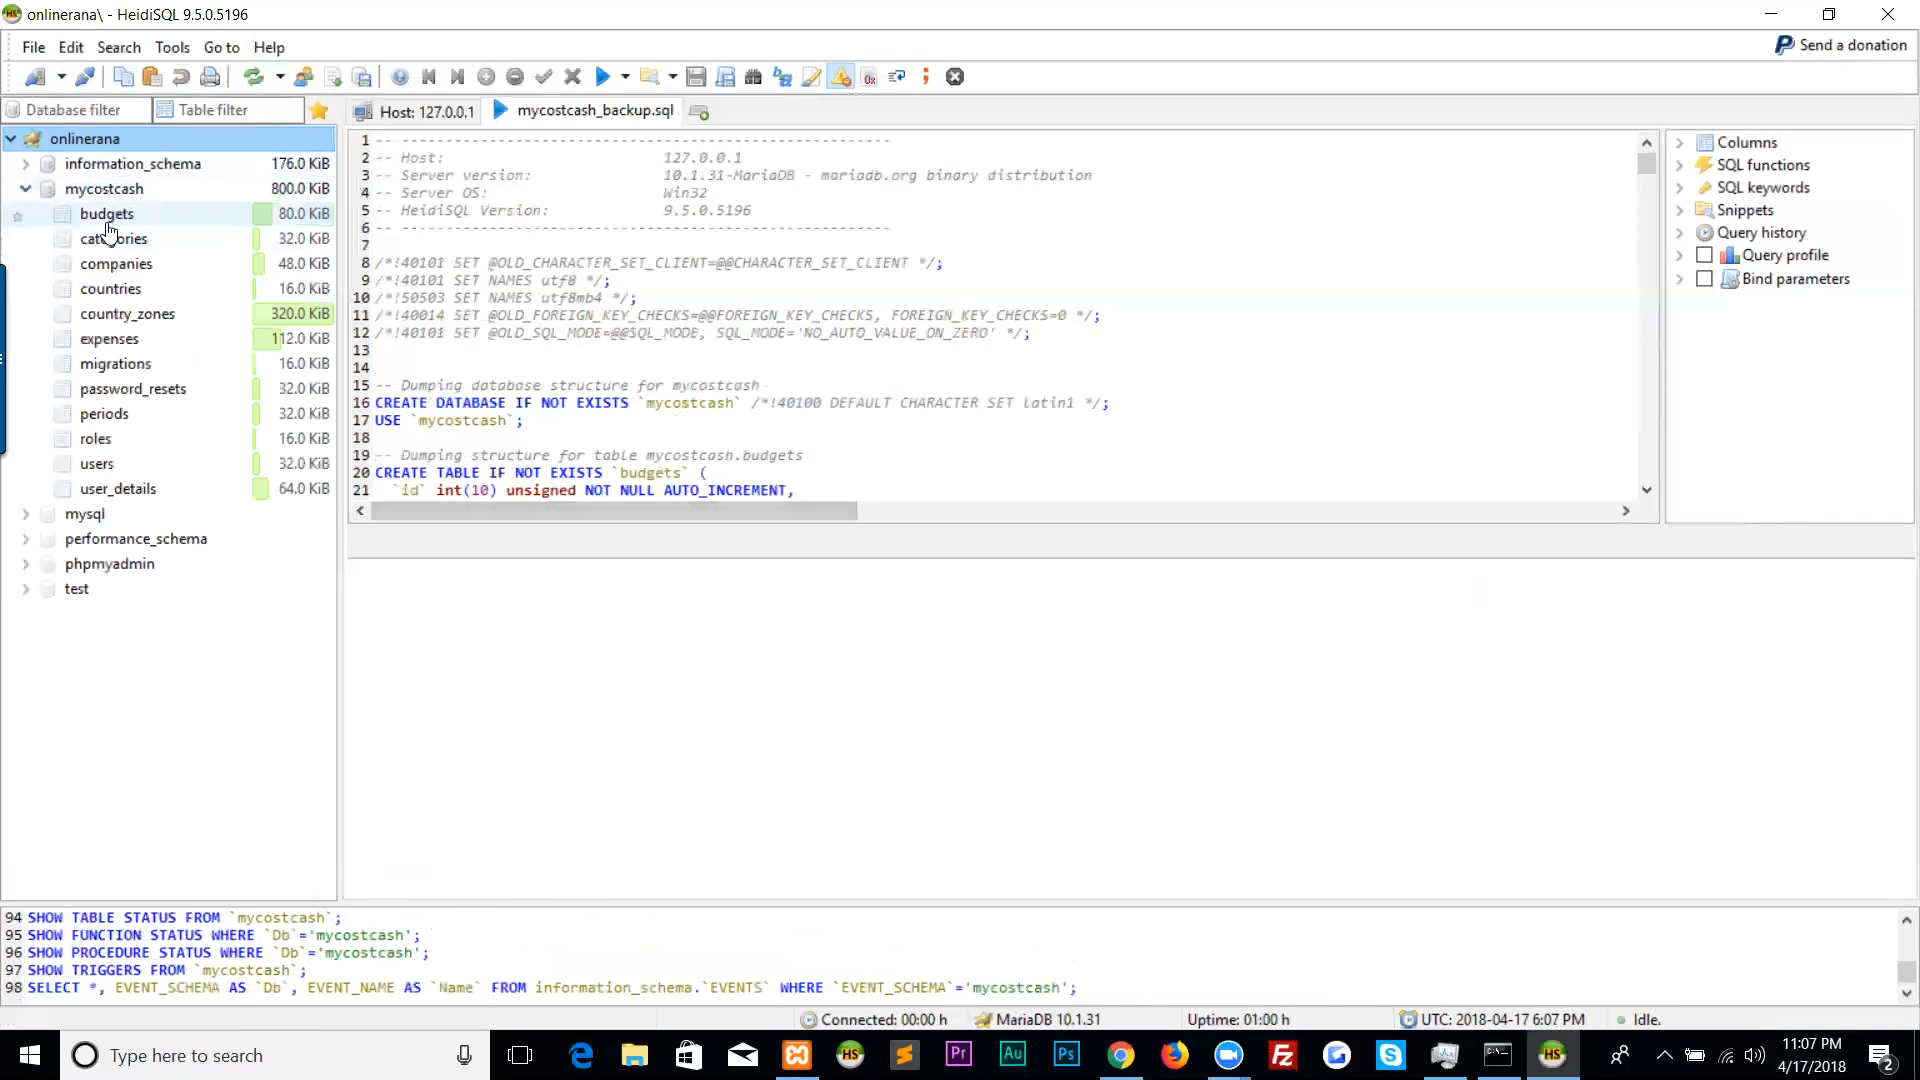 onlinerana\ - HeidiSQL 9.5.0.5196
File Edit Search Tools Go to Help
Send a donation
Database filter Table filter
Host: 127.0.0.1 mycostcash_backup.sql
onlinerana
information_schema 176.0 KiB
mycostcash 800.0 KiB
budgets 80.0 KiB
categories 32.0 KiB
companies 48.0 KiB
countries 16.0 KiB
country_zones 320.0 KiB
expenses 112.0 KiB
migrations 16.0 KiB
password_resets 32.0 KiB
periods 32.0 KiB
roles 16.0 KiB
users 32.0 KiB
user_details 64.0 KiB
mysql
performance_schema
phpmyadmin
test
1 -- --------------------------------------------------------
2 -- Host: 127.0.0.1
3 -- Server version: 10.1.31-MariaDB - mariadb.org binary distribution
4 -- Server OS: Win32
5 -- HeidiSQL Version: 9.5.0.5196
6 -- --------------------------------------------------------
7
8 /*!40101 SET @OLD_CHARACTER_SET_CLIENT=@@CHARACTER_SET_CLIENT */;
9 /*!40101 SET NAMES utf8 */;
10 /*!50503 SET NAMES utf8mb4 */;
11 /*!40014 SET @OLD_FOREIGN_KEY_CHECKS=@@FOREIGN_KEY_CHECKS, FOREIGN_KEY_CHECKS=0 */;
12 /*!40101 SET @OLD_SQL_MODE=@@SQL_MODE, SQL_MODE='NO_AUTO_VALUE_ON_ZERO' */;
13
14
15 -- Dumping database structure for mycostcash
16 CREATE DATABASE IF NOT EXISTS `mycostcash` /*!40100 DEFAULT CHARACTER SET latin1 */;
17 USE `mycostcash`;
18
19 -- Dumping structure for table mycostcash.budgets
20 CREATE TABLE IF NOT EXISTS `budgets` (
21 `id` int(10) unsigned NOT NULL AUTO_INCREMENT,
Columns
SQL functions
SQL keywords
Snippets
Query history
Query profile
Bind parameters
94 SHOW TABLE STATUS FROM `mycostcash`;
95 SHOW FUNCTION STATUS WHERE `Db`='mycostcash';
96 SHOW PROCEDURE STATUS WHERE `Db`='mycostcash';
97 SHOW TRIGGERS FROM `mycostcash`;
98 SELECT *, EVENT_SCHEMA AS `Db`, EVENT_NAME AS `Name` FROM information_schema.`EVENTS` WHERE `EVENT_SCHEMA`='mycostcash';
Connected: 00:00 h MariaDB 10.1.31 Uptime: 01:00 h UTC: 2018-04-17 6:07 PM Idle.
Type here to search
11:07 PM
4/17/2018
2